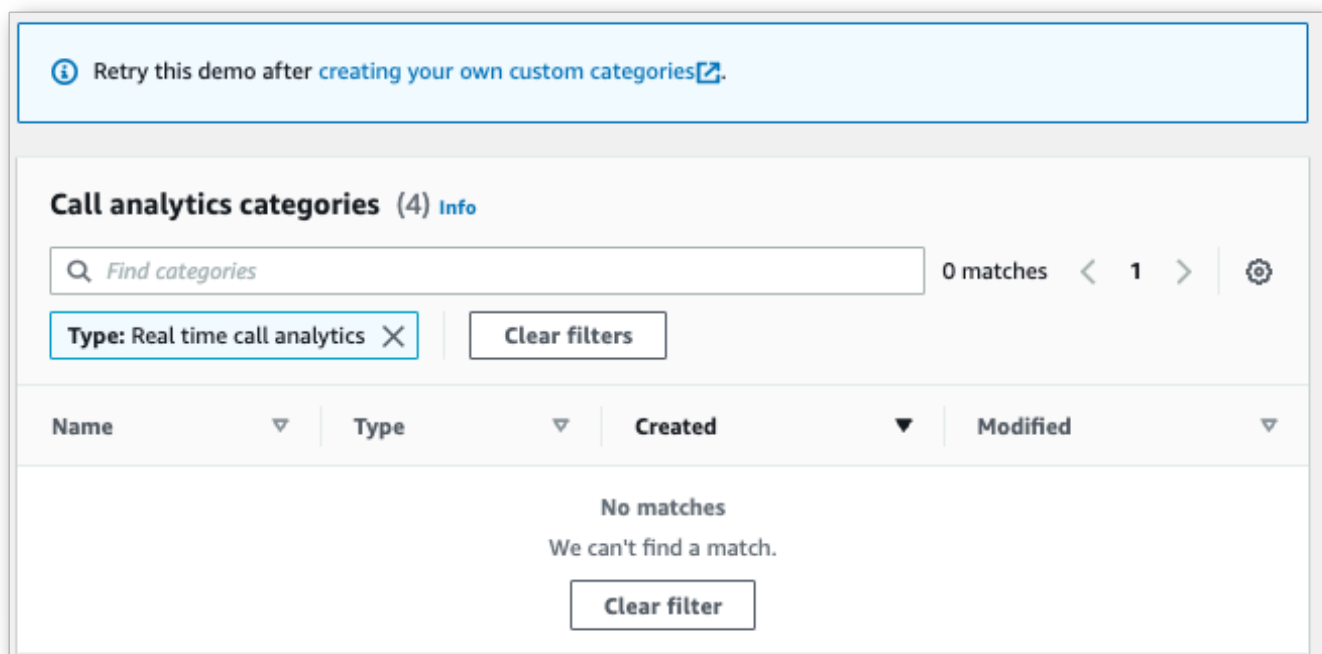 Retry this demo after creating your own custom categories.
Call analytics categories (4) Info
Find categories 0 matches 1
Type: Real time call analytics Clear filters
Name Type Created Modified
No matches
We can't find a match.
Clear filter